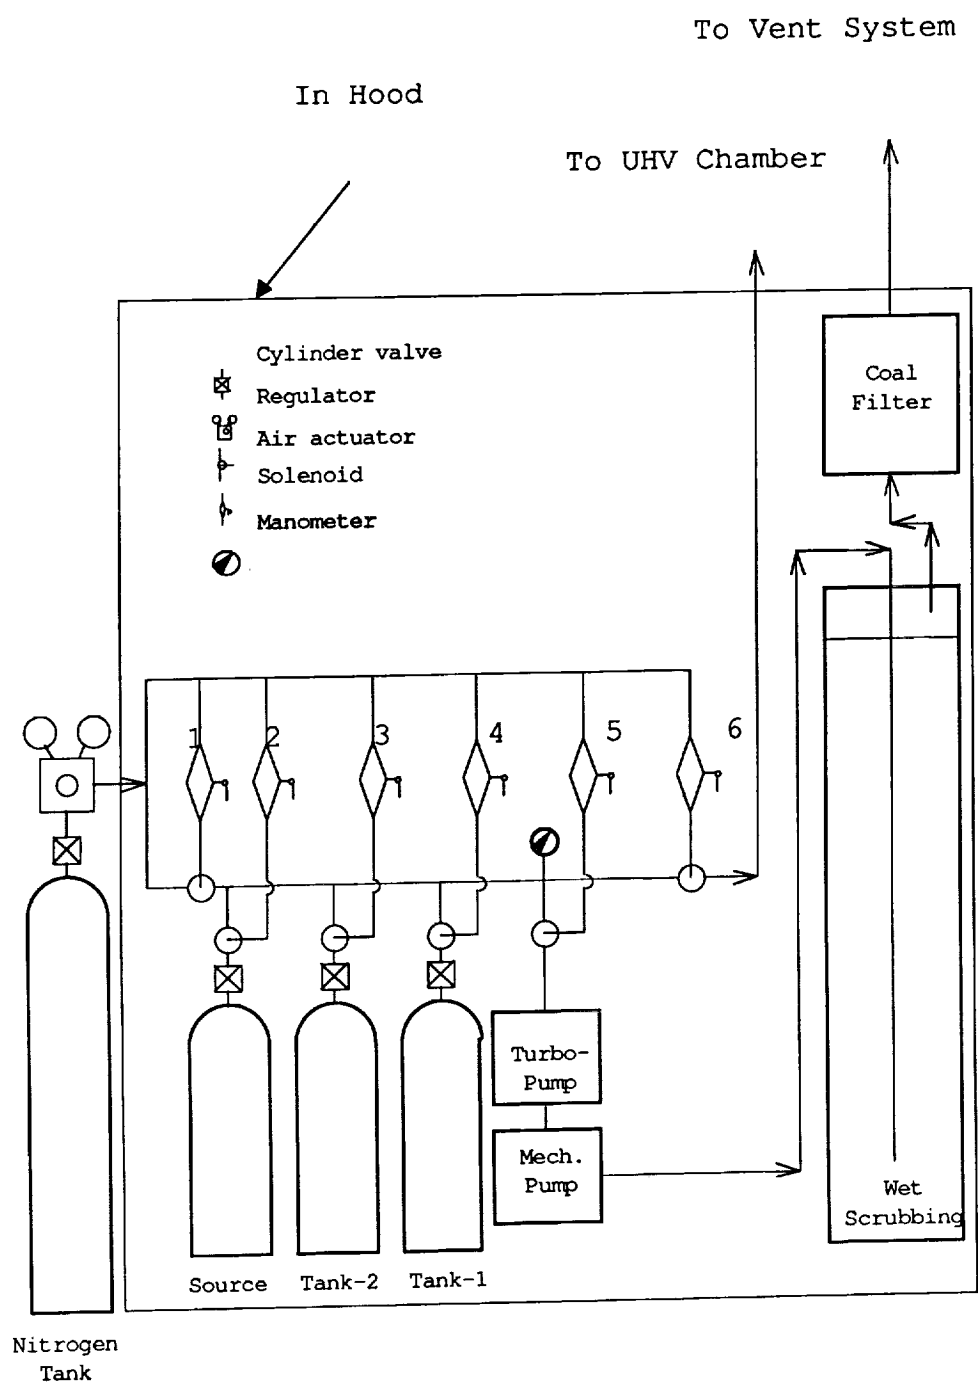 To Vent System
In Hood
To UHV Chamber
Cylinder valve
Regulator
Air actuator
Solenoid
Manometer
Coal
Filter
1
2
3
4
5
6
Turbo-
Pump
Mech.
Pump
Wet
Scrubbing
Source
Tank-2
Tank-1
Nitrogen
Tank